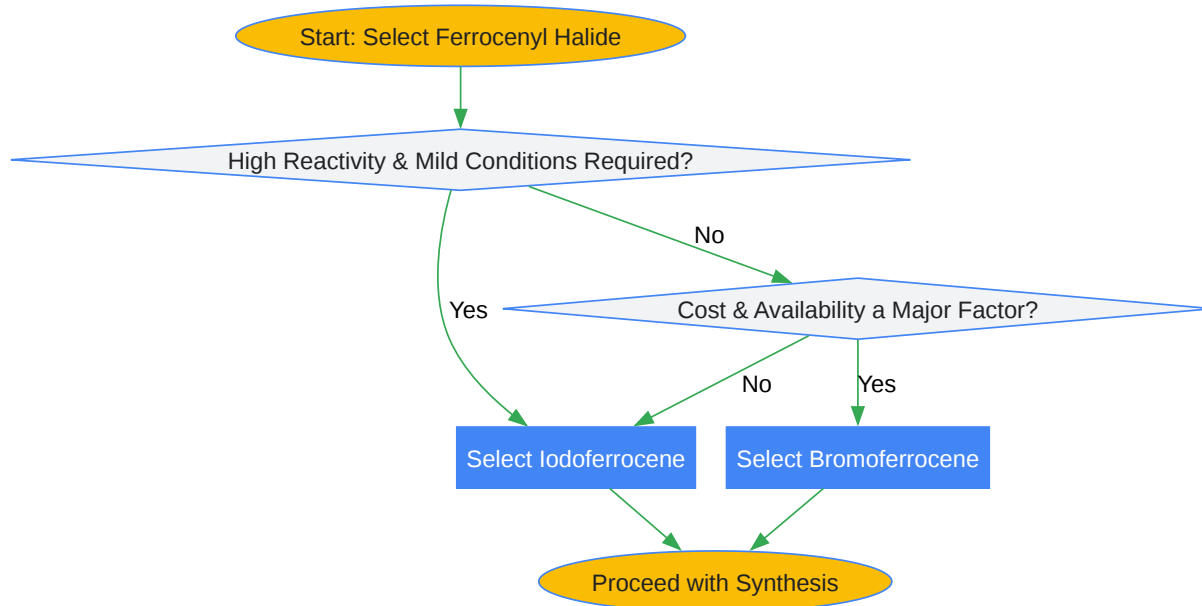 Start: Select Ferrocenyl Halide
High Reactivity & Mild Conditions Required?
No
Cost & Availability a Major Factor?
Yes
No
Yes
Select Iodoferrocene
Select Bromoferrocene
Proceed with Synthesis